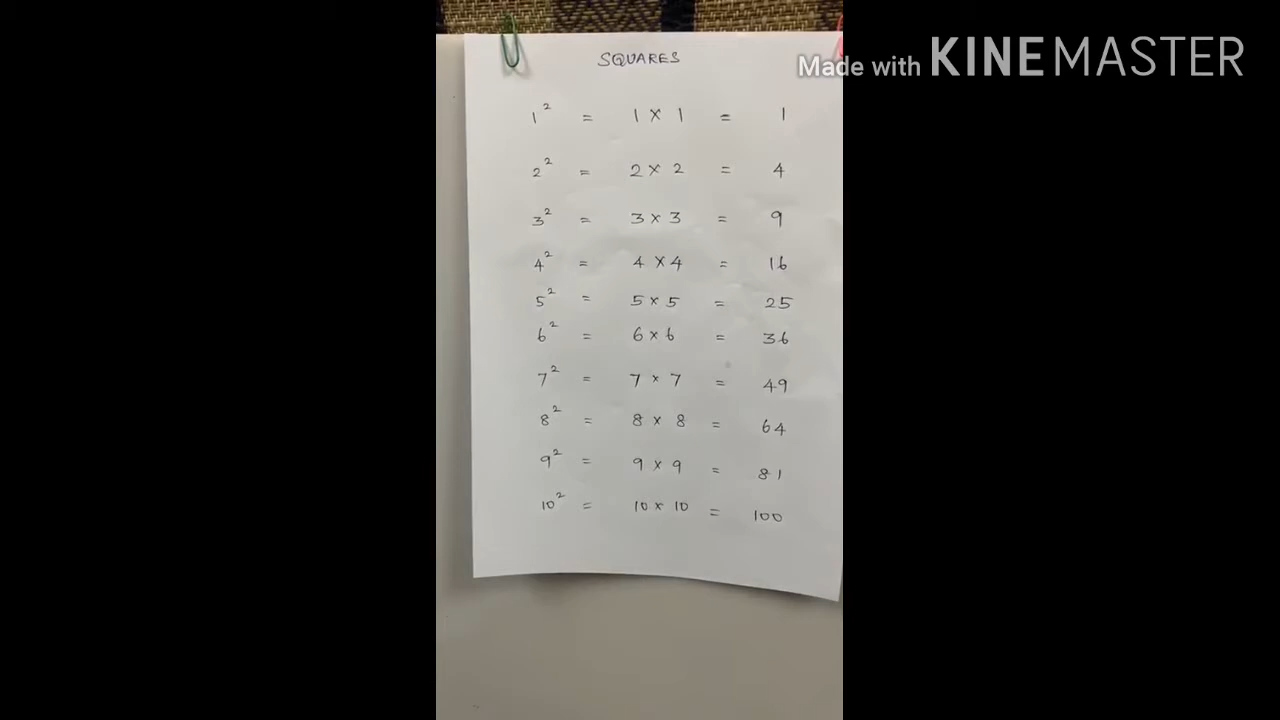 Made with KINEMASTER
SQUARES
1² = 1 × 1 = 1
2² = 2 × 2 = 4
3² = 3 × 3 = 9
4² = 4 × 4 = 16
5² = 5 × 5 = 25
6² = 6 × 6 = 36
7² = 7 × 7 = 49
8² = 8 × 8 = 64
9² = 9 × 9 = 81
10² = 10 × 10 = 100